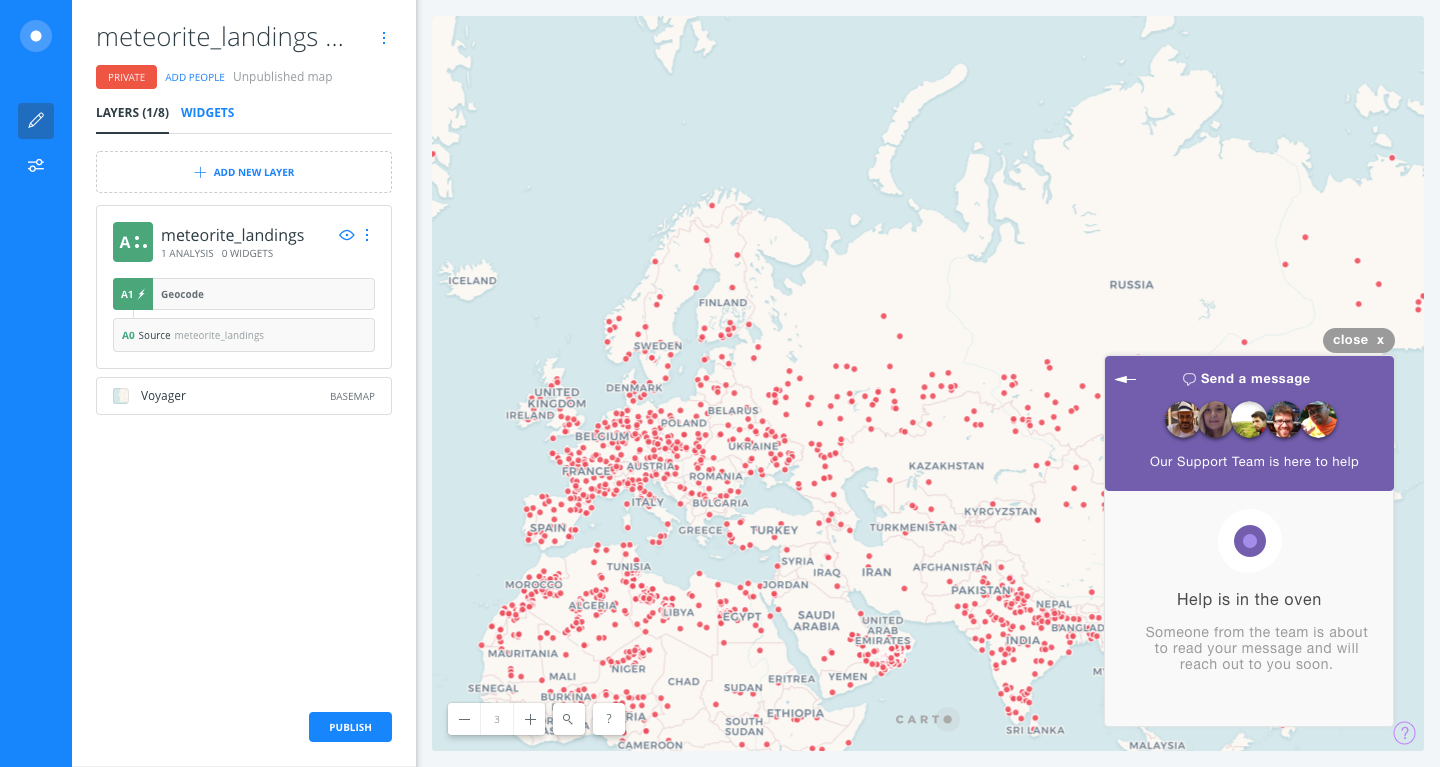 meteorite_landings ...
PRIVATE ADD PEOPLE Unpublished map
LAYERS (1/8) WIDGETS
ADD NEW LAYER
A
meteorite_landings
1 ANALYSIS 0 WIDGETS
A1 Geocode
A0 Source meteorite_landings
Voyager BASEMAP
PUBLISH
ICELAND
RUSSIA
FINLAND
SWEDEN
DENMARK
UNITED
KINGDOM
IRELAND
BELARUS
POLAND
BELGIUM
UKRAINE
FRANCE
AUSTRIA
KAZAKHSTAN
ROMANIA
ITALY
BULGARIA
KYRGYZSTAN
SPAIN
GREECE
TURKEY
TURKMENISTAN
SYRIA
TUNISIA
IRAQ
IRAN
AFGHANISTAN
MOROCCO
JORDAN
PAKISTAN
ALGERIA
LIBYA
EGYPT
SAUDI
ARABIA
UNITED
ARAB
EMIRATES
NEPAL
BANGLAD
INDIA
MAURITANIA
MALI
NIGER
CHAD
SUDAN
ERITREA
YEMEN
SENEGAL
BURKINA
ETHIOPIA
SOUTH
SUDAN
CAMEROON
SRI LANKA
MALAYSIA
3
?
CARTO
close x
Send a message
Our Support Team is here to help
Help is in the oven
Someone from the team is about
to read your message and will
reach out to you soon.
?